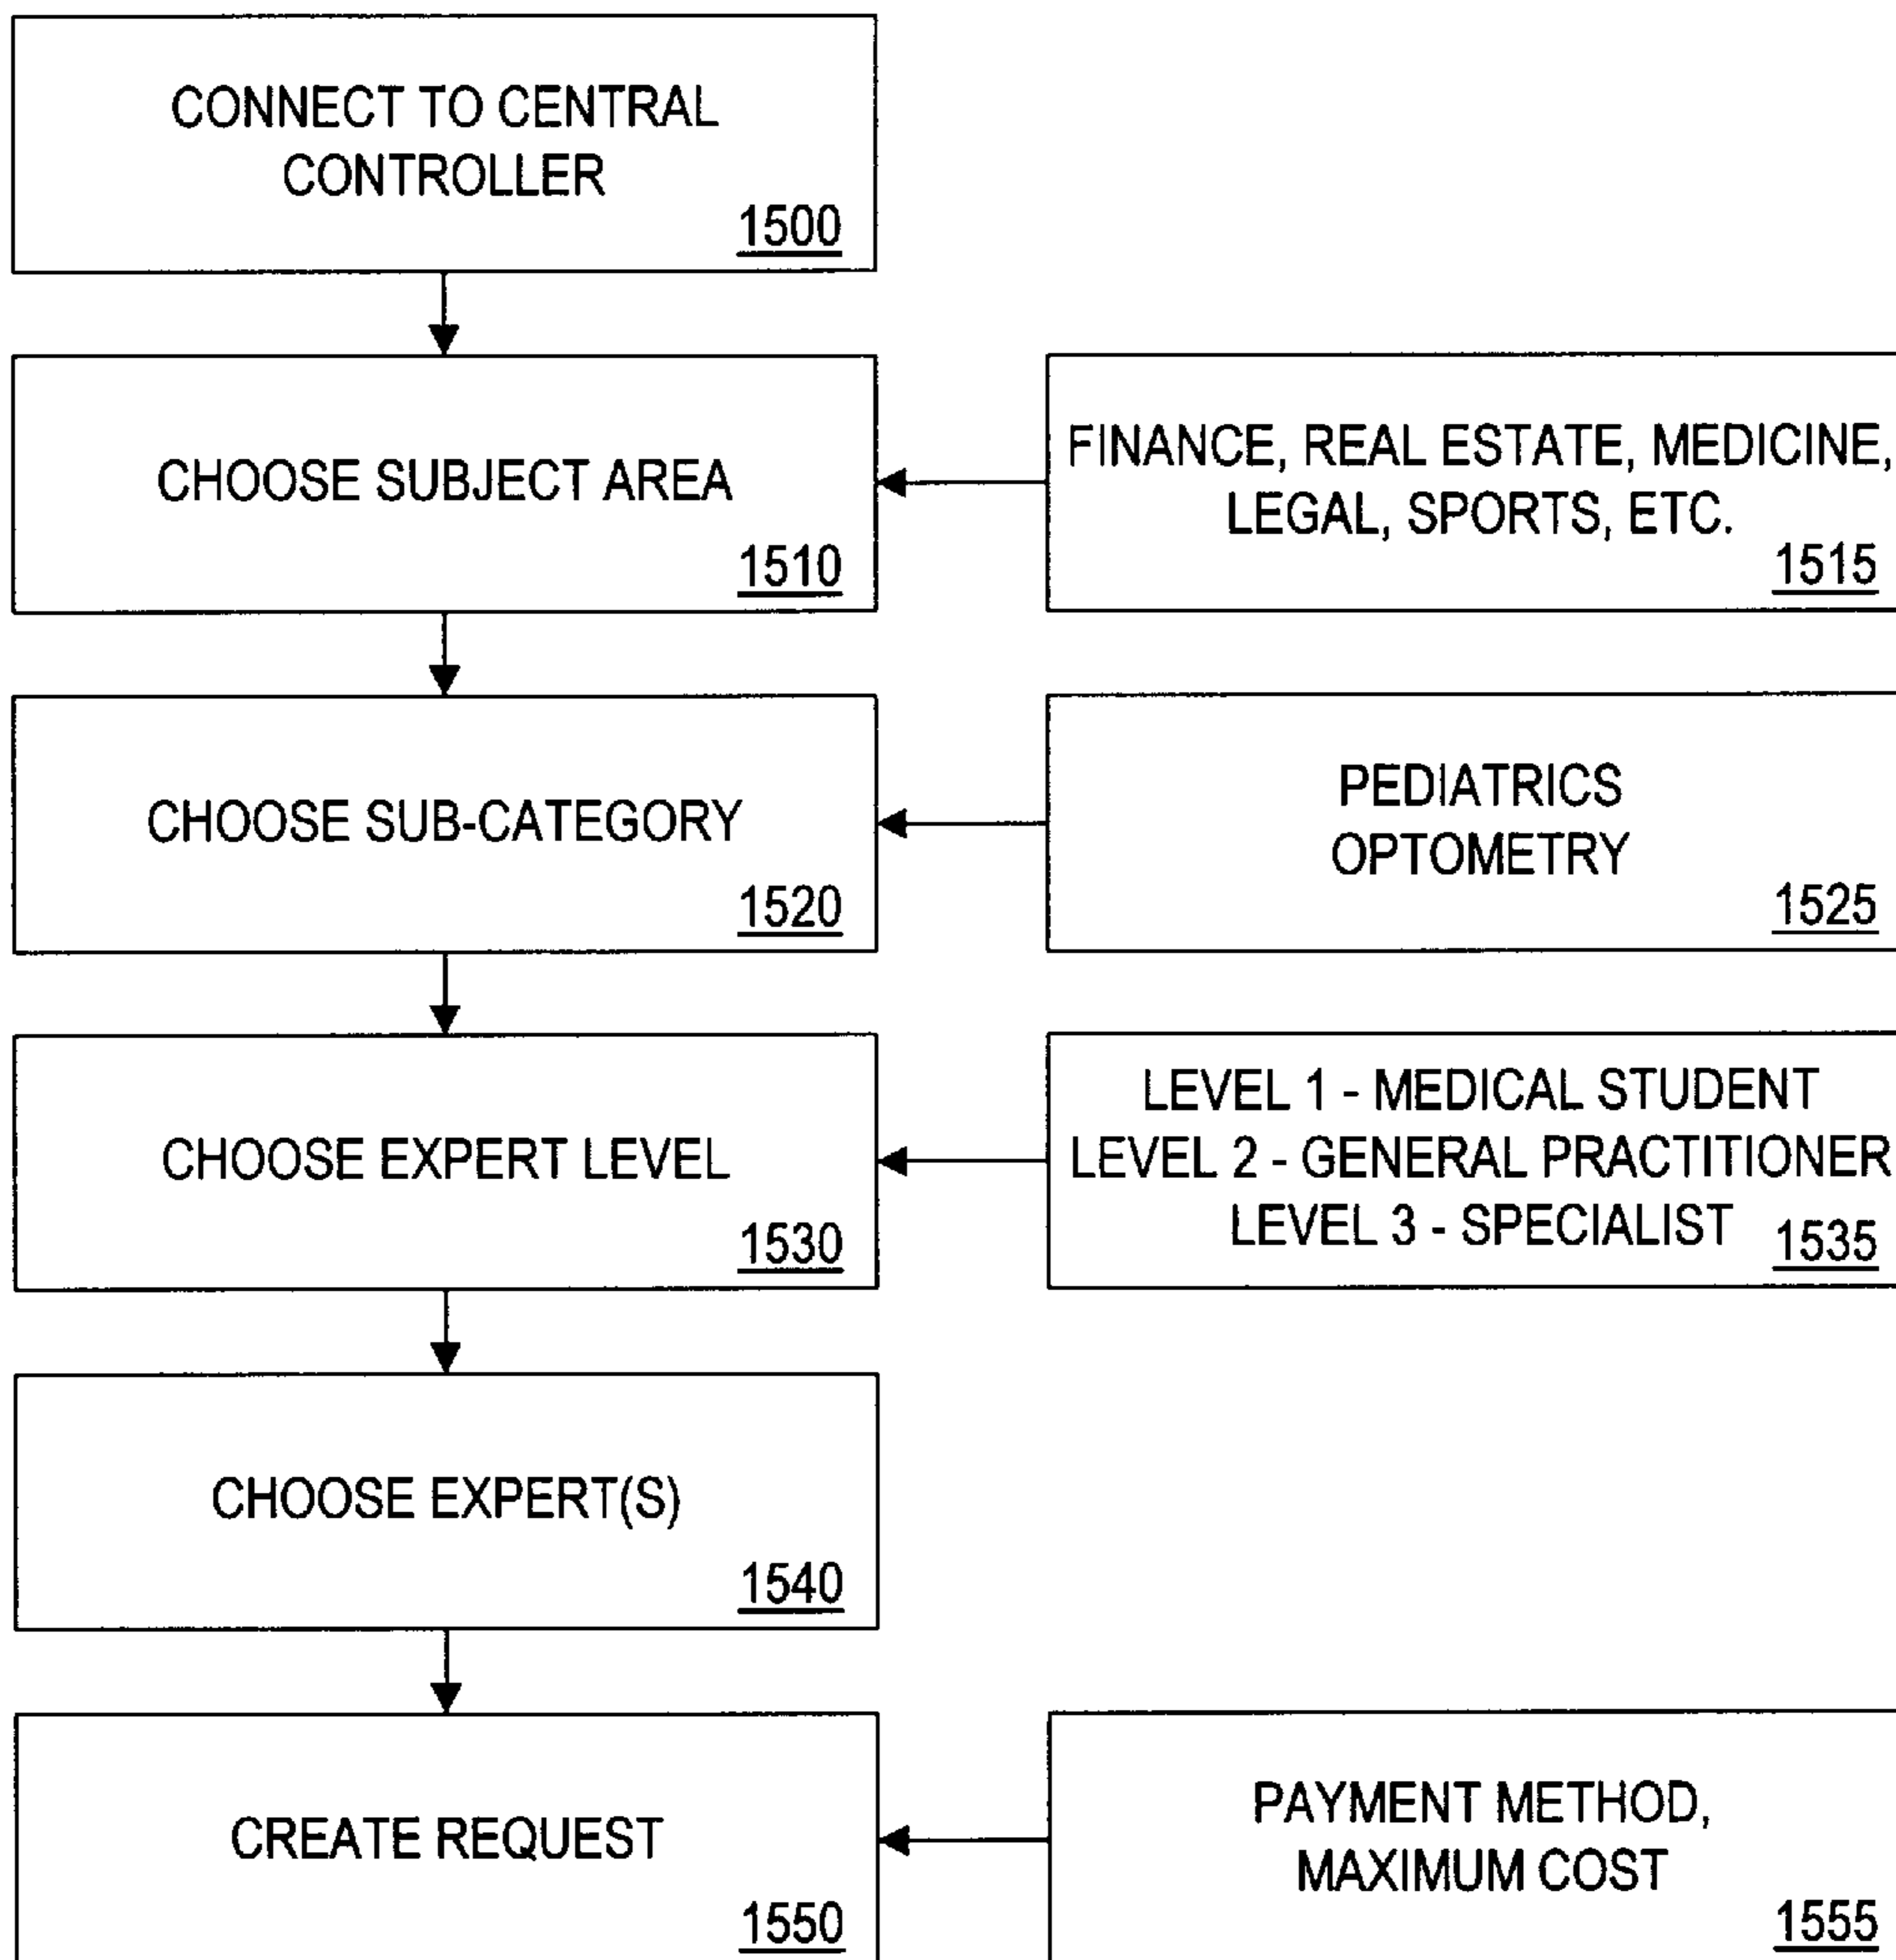 CONNECT TO CENTRAL
CONTROLLER
1500
CHOOSE SUBJECT AREA
1510
FINANCE, REAL ESTATE, MEDICINE,
LEGAL, SPORTS, ETC.
1515
CHOOSE SUB-CATEGORY
1520
PEDIATRICS
OPTOMETRY
1525
CHOOSE EXPERT LEVEL
1530
LEVEL 1 - MEDICAL STUDENT
LEVEL 2 - GENERAL PRACTITIONER
LEVEL 3 - SPECIALIST
1535
CHOOSE EXPERT(S)
1540
CREATE REQUEST
1550
PAYMENT METHOD,
MAXIMUM COST
1555